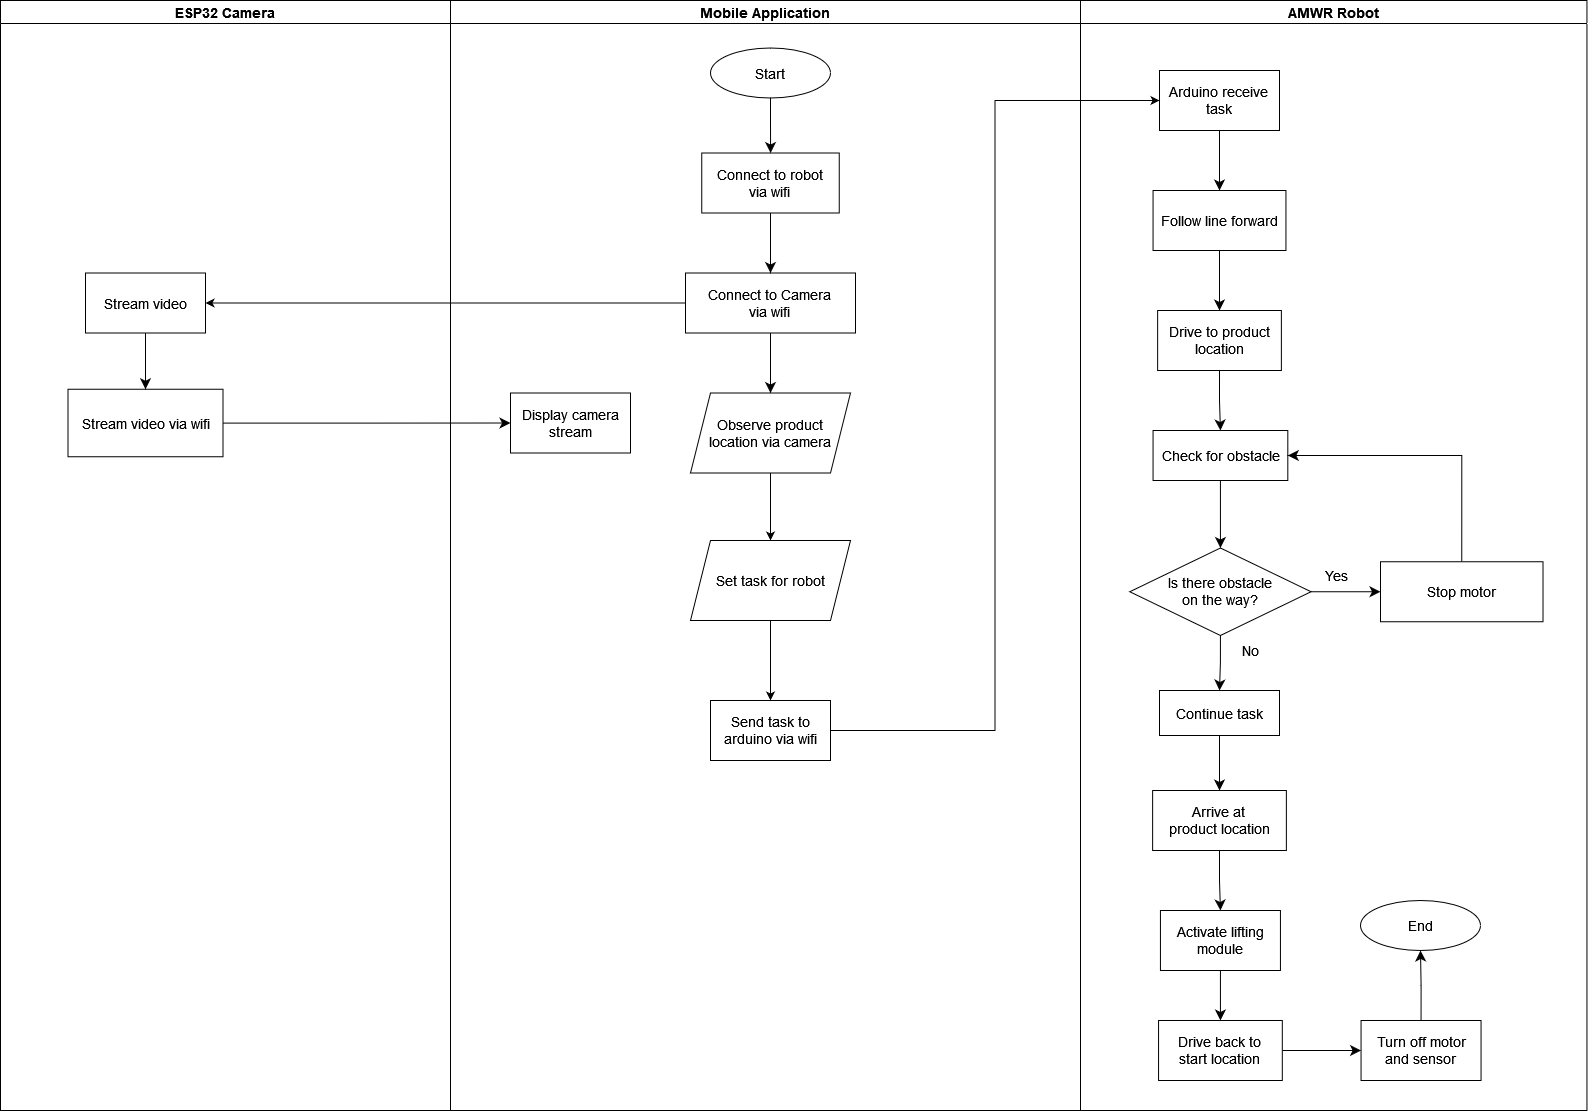 ESP32 Camera
Mobile Application
AMWR Robot
Start
Connect to robot
via wifi
Connect to Camera
via wifi
Stream video
Stream video via wifi
Display camera
stream
Observe product
location via camera
Set task for robot
Send task to
arduino via wifi
Arduino receive
task
Follow line forward
Drive to product
location
Check for obstacle
Is there obstacle
on the way?
Yes
Stop motor
No
Continue task
Arrive at
product location
Activate lifting
module
Drive back to
start location
Turn off motor
and sensor
End